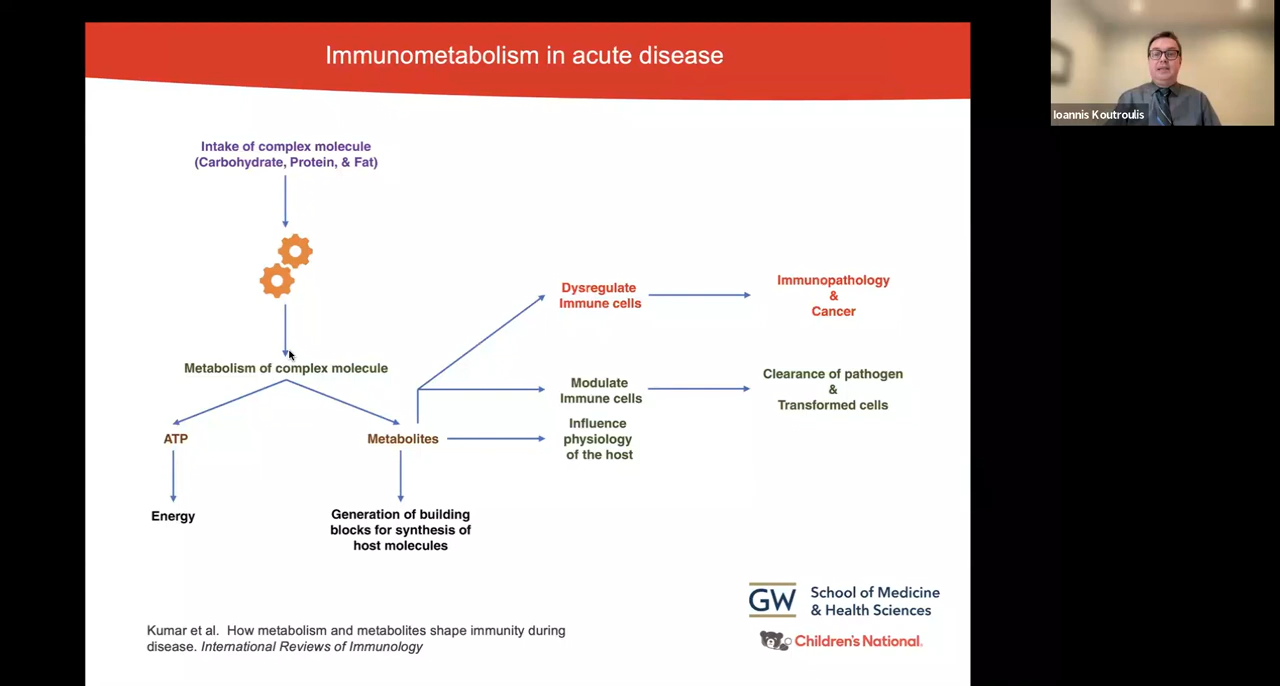 Immunometabolism in acute disease
Ioannis Koutroulis
Intake of complex molecule
(Carbohydrate, Protein, & Fat)
Metabolism of complex molecule
ATP
Metabolites
Energy
Generation of building
blocks for synthesis of
host molecules
Dysregulate
Immune cells
Immunopathology
&
Cancer
Modulate
Immune cells
Clearance of pathogen
&
Transformed cells
Influence
physiology
of the host
Kumar et al. How metabolism and metabolites shape immunity during
disease. International Reviews of Immunology
GW
School of Medicine
& Health Sciences
Children's National.